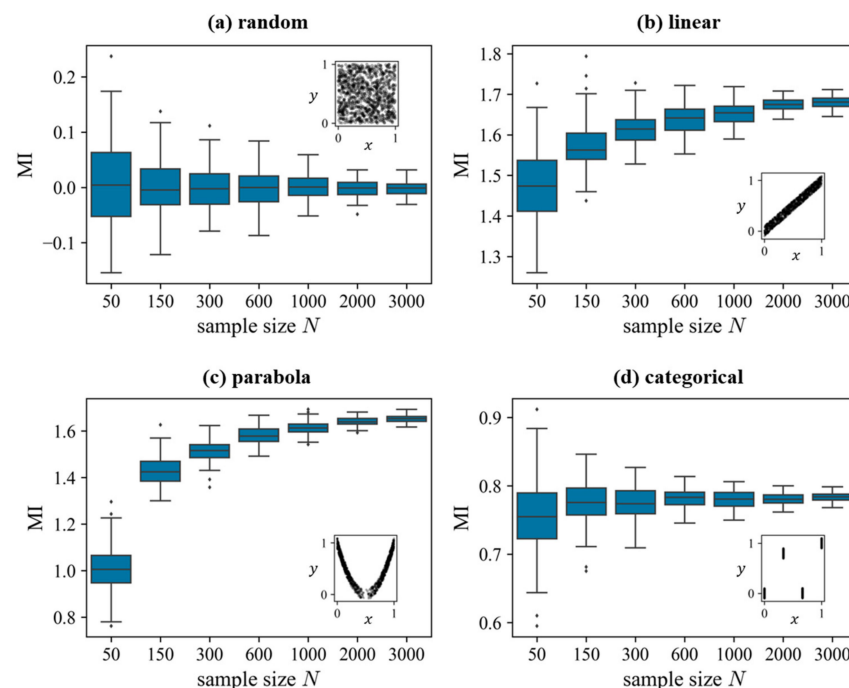 (a) random
MI
0.2
0.1
0.0
−0.1
50 150 300 600 1000 2000 3000
sample size N
y
1
0
0 1
x
(b) linear
MI
1.8
1.7
1.6
1.5
1.4
1.3
50 150 300 600 1000 2000 3000
sample size N
y
1
0
0 1
x
(c) parabola
MI
1.6
1.4
1.2
1.0
0.8
50 150 300 600 1000 2000 3000
sample size N
y
1
0
0 1
x
(d) categorical
MI
0.9
0.8
0.7
0.6
50 150 300 600 1000 2000 3000
sample size N
y
1
0
0 1
x